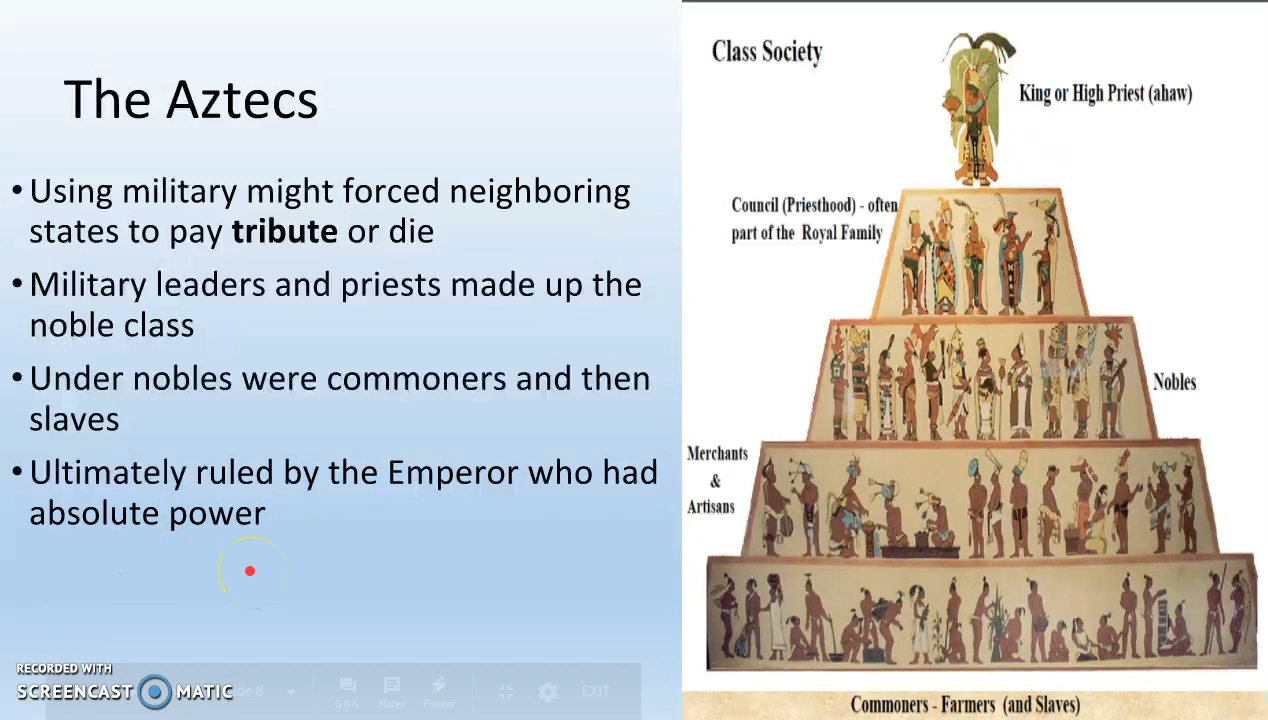 The Aztecs
• Using military might forced neighboring
states to pay tribute or die
• Military leaders and priests made up the
noble class
• Under nobles were commoners and then
slaves
• Ultimately ruled by the Emperor who had
absolute power
Class Society
King or High Priest (ahaw)
Council (Priesthood) - often
part of the Royal Family
Nobles
Merchants
&
Artisans
Commoners - Farmers (and Slaves)
RECORDED WITH
SCREENCAST MATIC
Q & A
Notes
Pointer
EXIT